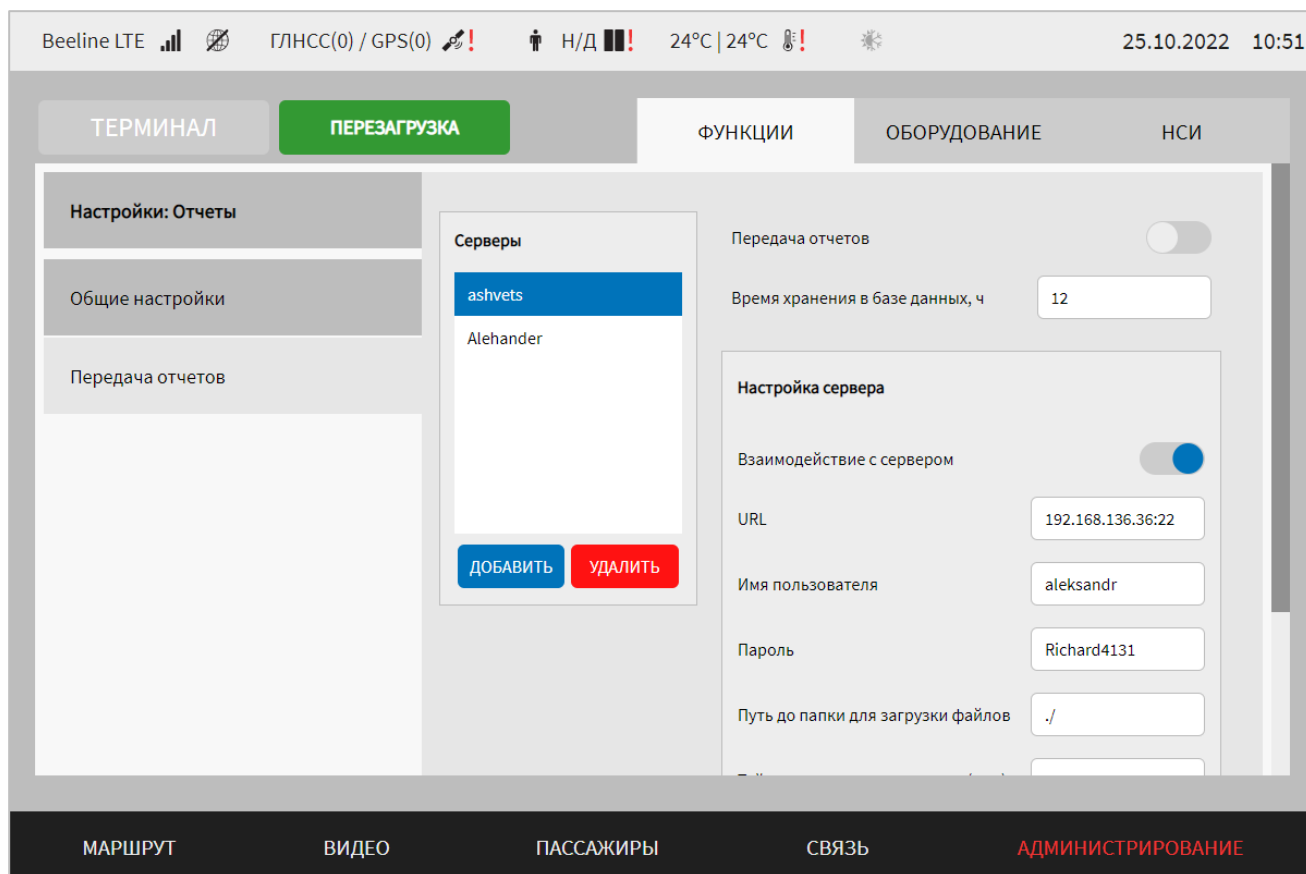 Beeline LTE ГЛНСС(0) / GPS(0) ! Н/Д ! 24°C | 24°C ! 25.10.2022 10:51
ТЕРМИНАЛ ПЕРЕЗАГРУЗКА ФУНКЦИИ ОБОРУДОВАНИЕ НСИ
Настройки: Отчеты
Общие настройки
Передача отчетов
Серверы
ashvets
Alehander
ДОБАВИТЬ УДАЛИТЬ
Передача отчетов
Время хранения в базе данных, ч 12
Настройка сервера
Взаимодействие с сервером
URL 192.168.136.36:22
Имя пользователя aleksandr
Пароль Richard4131
Путь до папки для загрузки файлов ./
МАРШРУТ ВИДЕО ПАССАЖИРЫ СВЯЗЬ АДМИНИСТРИРОВАНИЕ